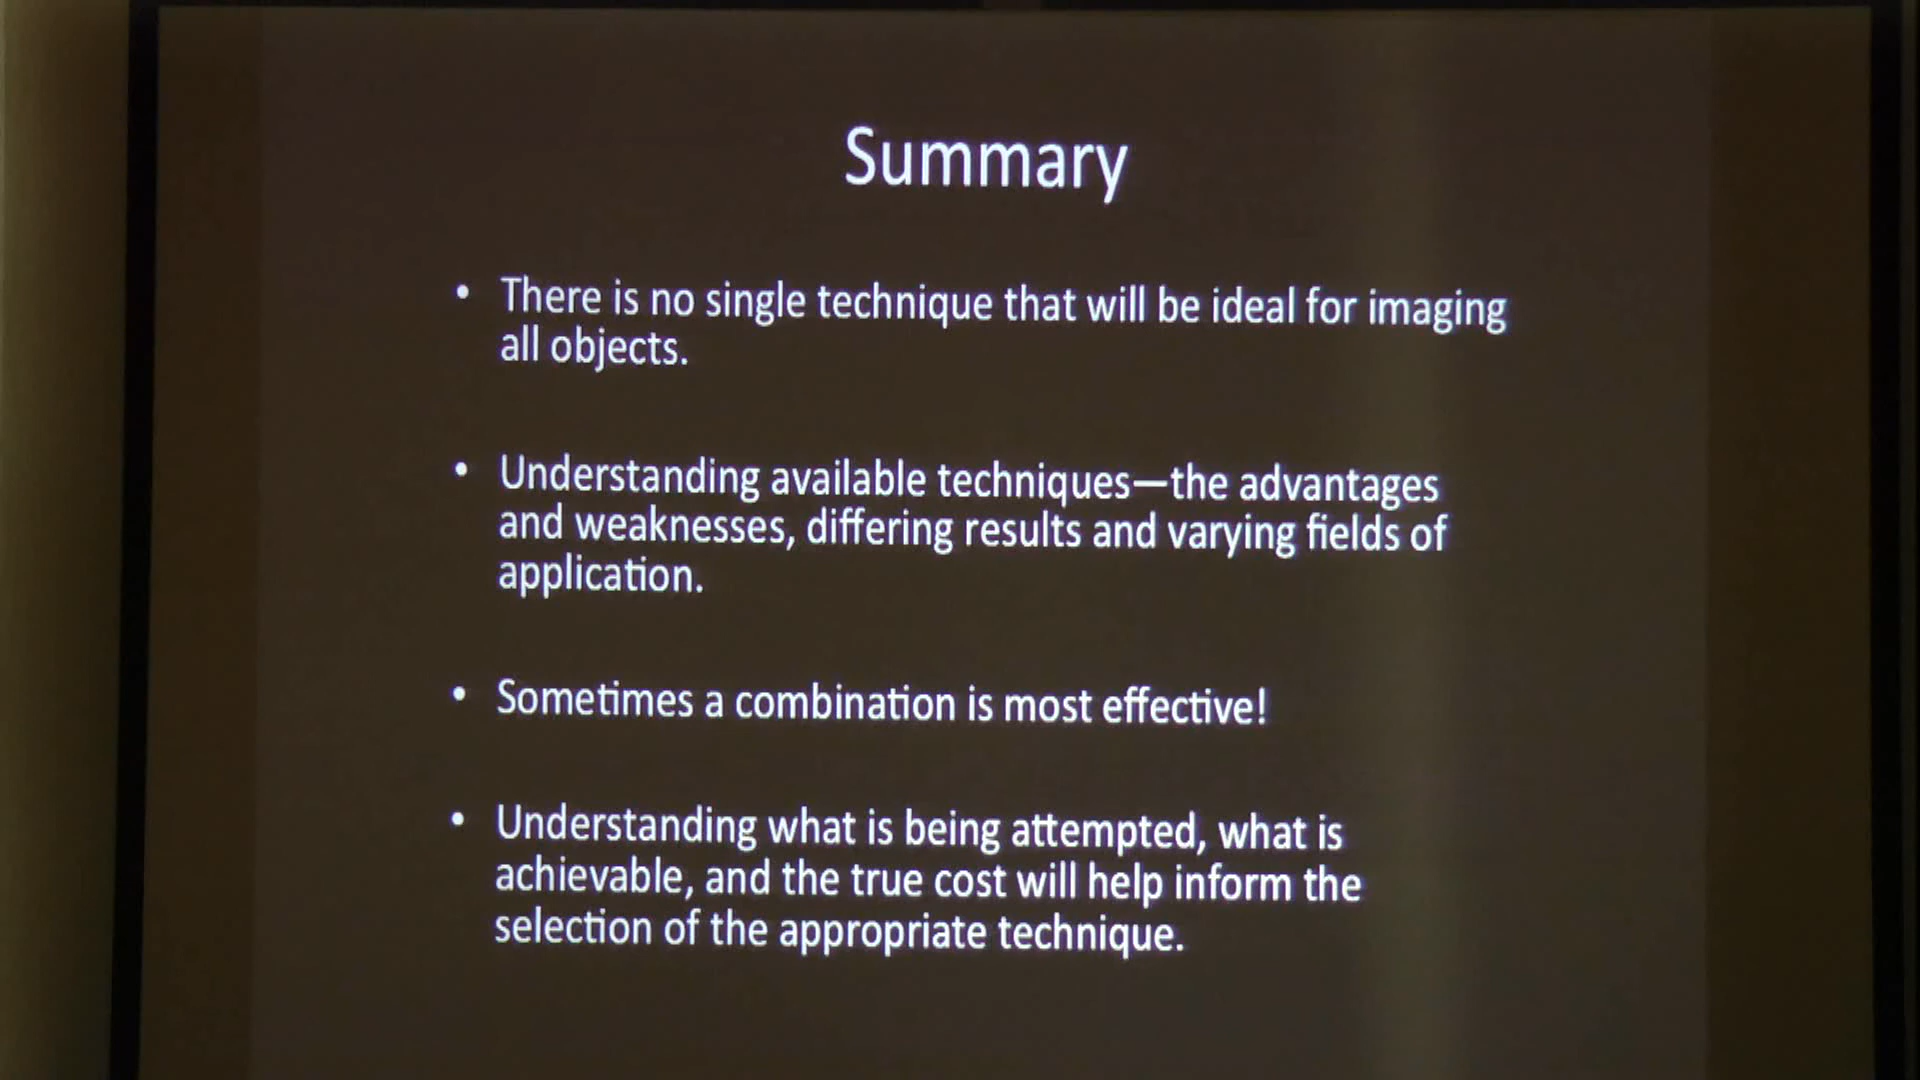 Summary
• There is no single technique that will be ideal for imaging
all objects.
• Understanding available techniques—the advantages
and weaknesses, differing results and varying fields of
application.
• Sometimes a combination is most effective!
• Understanding what is being attempted, what is
achievable, and the true cost will help inform the
selection of the appropriate technique.